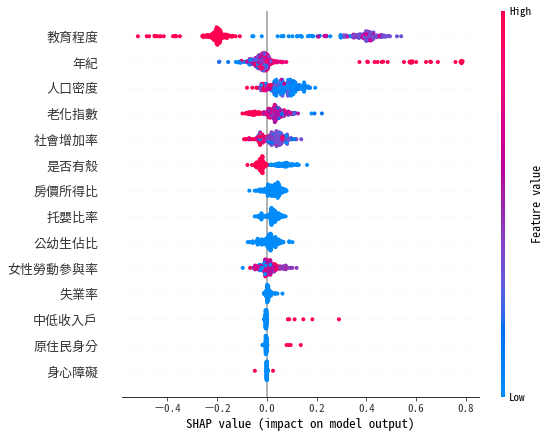 High
教育程度
年紀
人口密度
老化指數
社會增加率
是否有殼
房價所得比
托嬰比率
公幼生佔比
女性勞動參與率
失業率
中低收入戶
原住民身分
身心障礙
Feature value
Low
−0.4 −0.2 0.0 0.2 0.4 0.6 0.8
SHAP value (impact on model output)